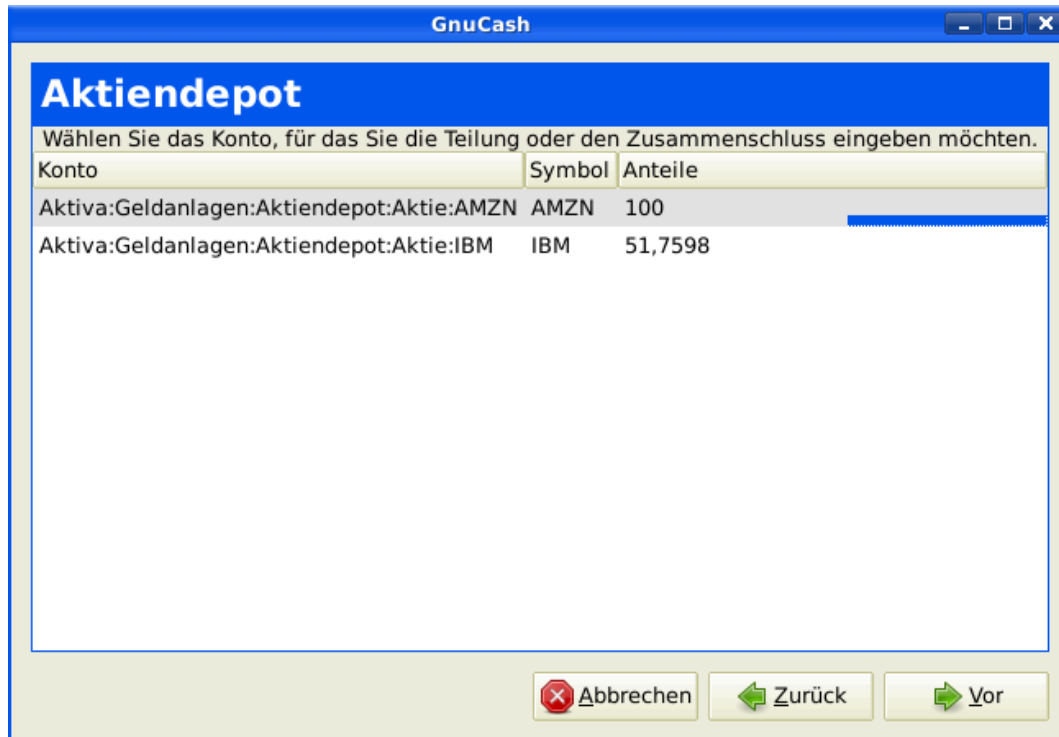 GnuCash
Aktiendepot
Wählen Sie das Konto, für das Sie die Teilung oder den Zusammenschluss eingeben möchten.
Konto Symbol Anteile
Aktiva:Geldanlagen:Aktiendepot:Aktie:AMZN AMZN 100
Aktiva:Geldanlagen:Aktiendepot:Aktie:IBM IBM 51,7598
Abbrechen Zurück Vor